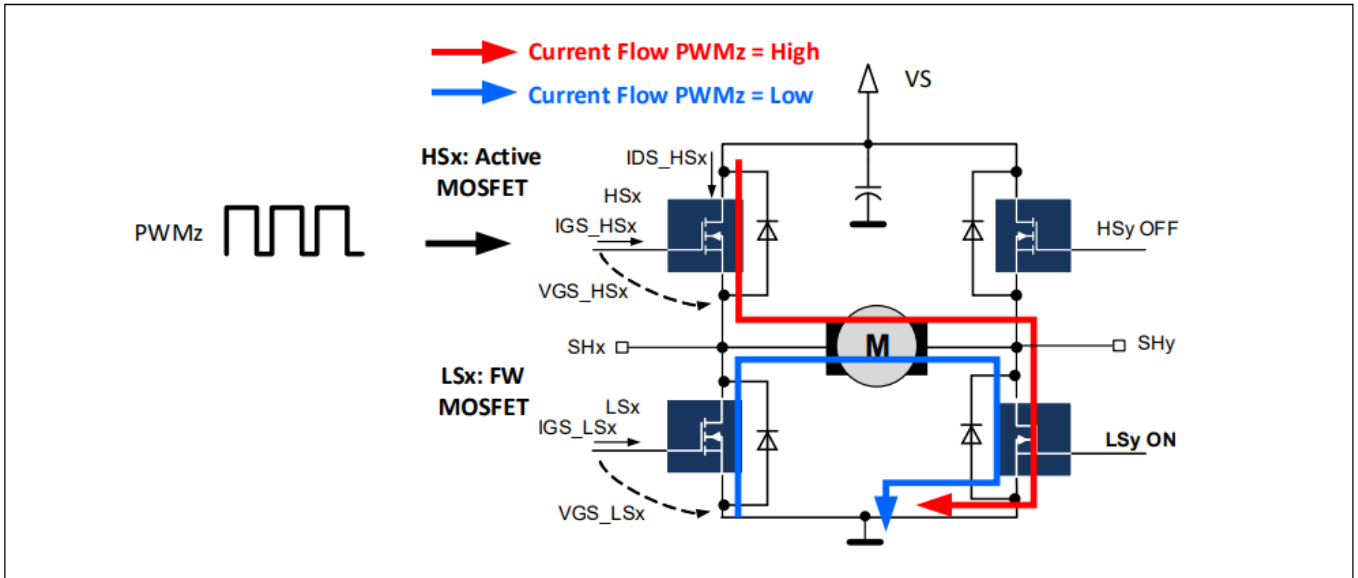 Current Flow PWMz = High
Current Flow PWMz = Low
VS
HSx: Active
MOSFET
IDS_HSx
HSx
PWMz
IGS_HSx
HSy OFF
VGS_HSx
SHx
M
SHy
LSx: FW
MOSFET
LSx
IGS_LSx
LSy ON
VGS_LSx